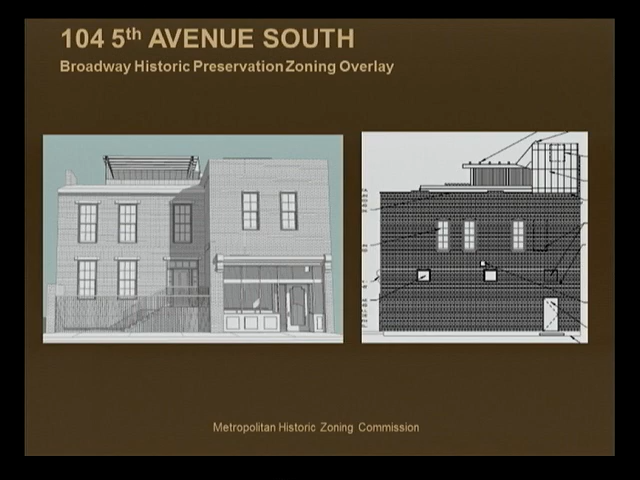 104 5th AVENUE SOUTH
Broadway Historic Preservation Zoning Overlay
Metropolitan Historic Zoning Commission